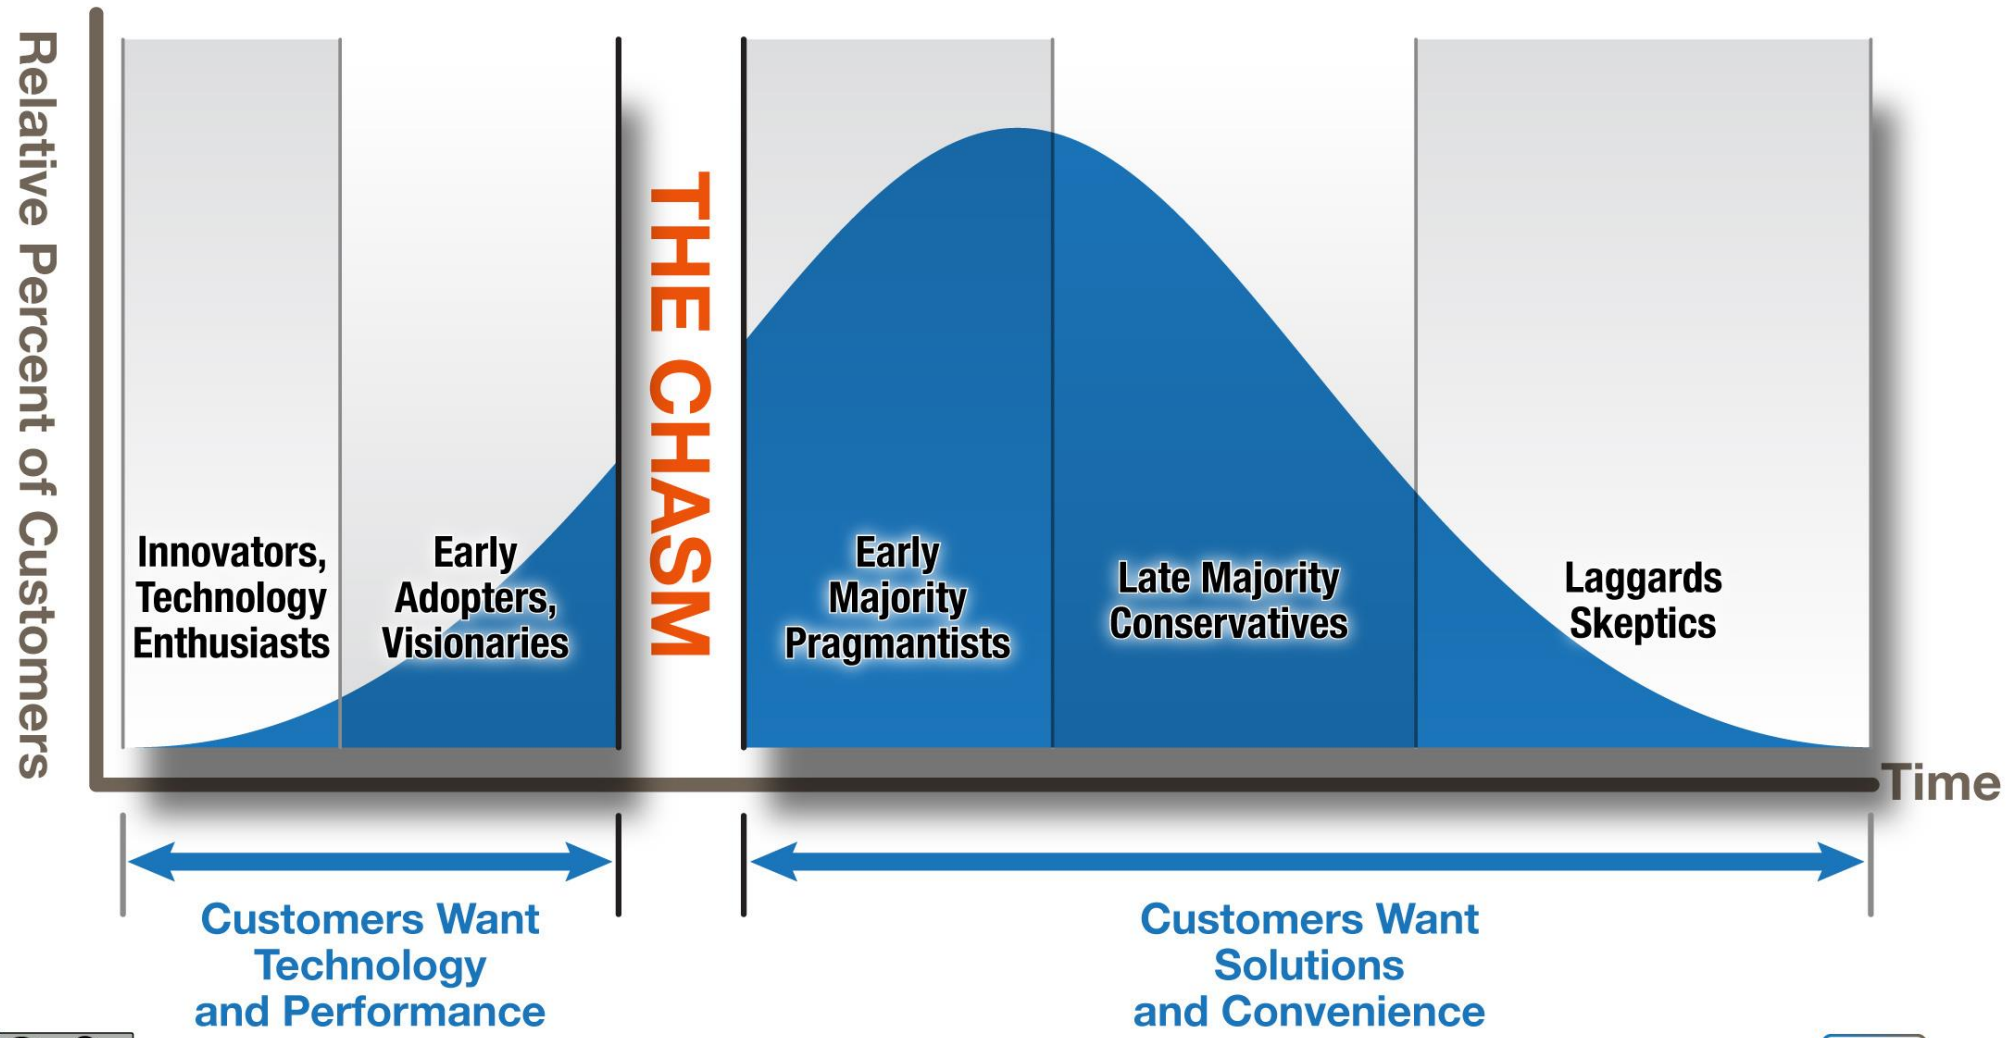 Relative Percent of Customers
THE CHASM
Innovators,
Technology
Enthusiasts
Early
Adopters,
Visionaries
Early
Majority
Pragmantists
Late Majority
Conservatives
Laggards
Skeptics
Time
Customers Want
Technology
and Performance
Customers Want
Solutions
and Convenience